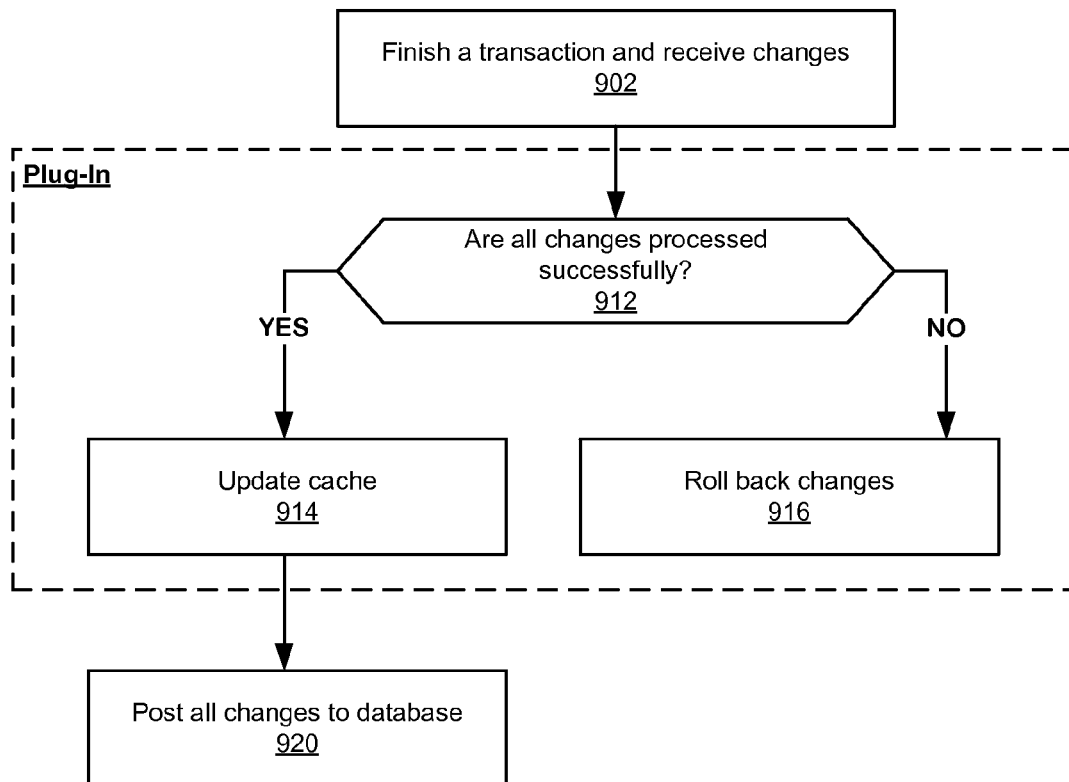 Finish a transaction and receive changes
902
Plug-In
Are all changes processed
successfully?
912
YES
NO
Update cache
914
Roll back changes
916
Post all changes to database
920